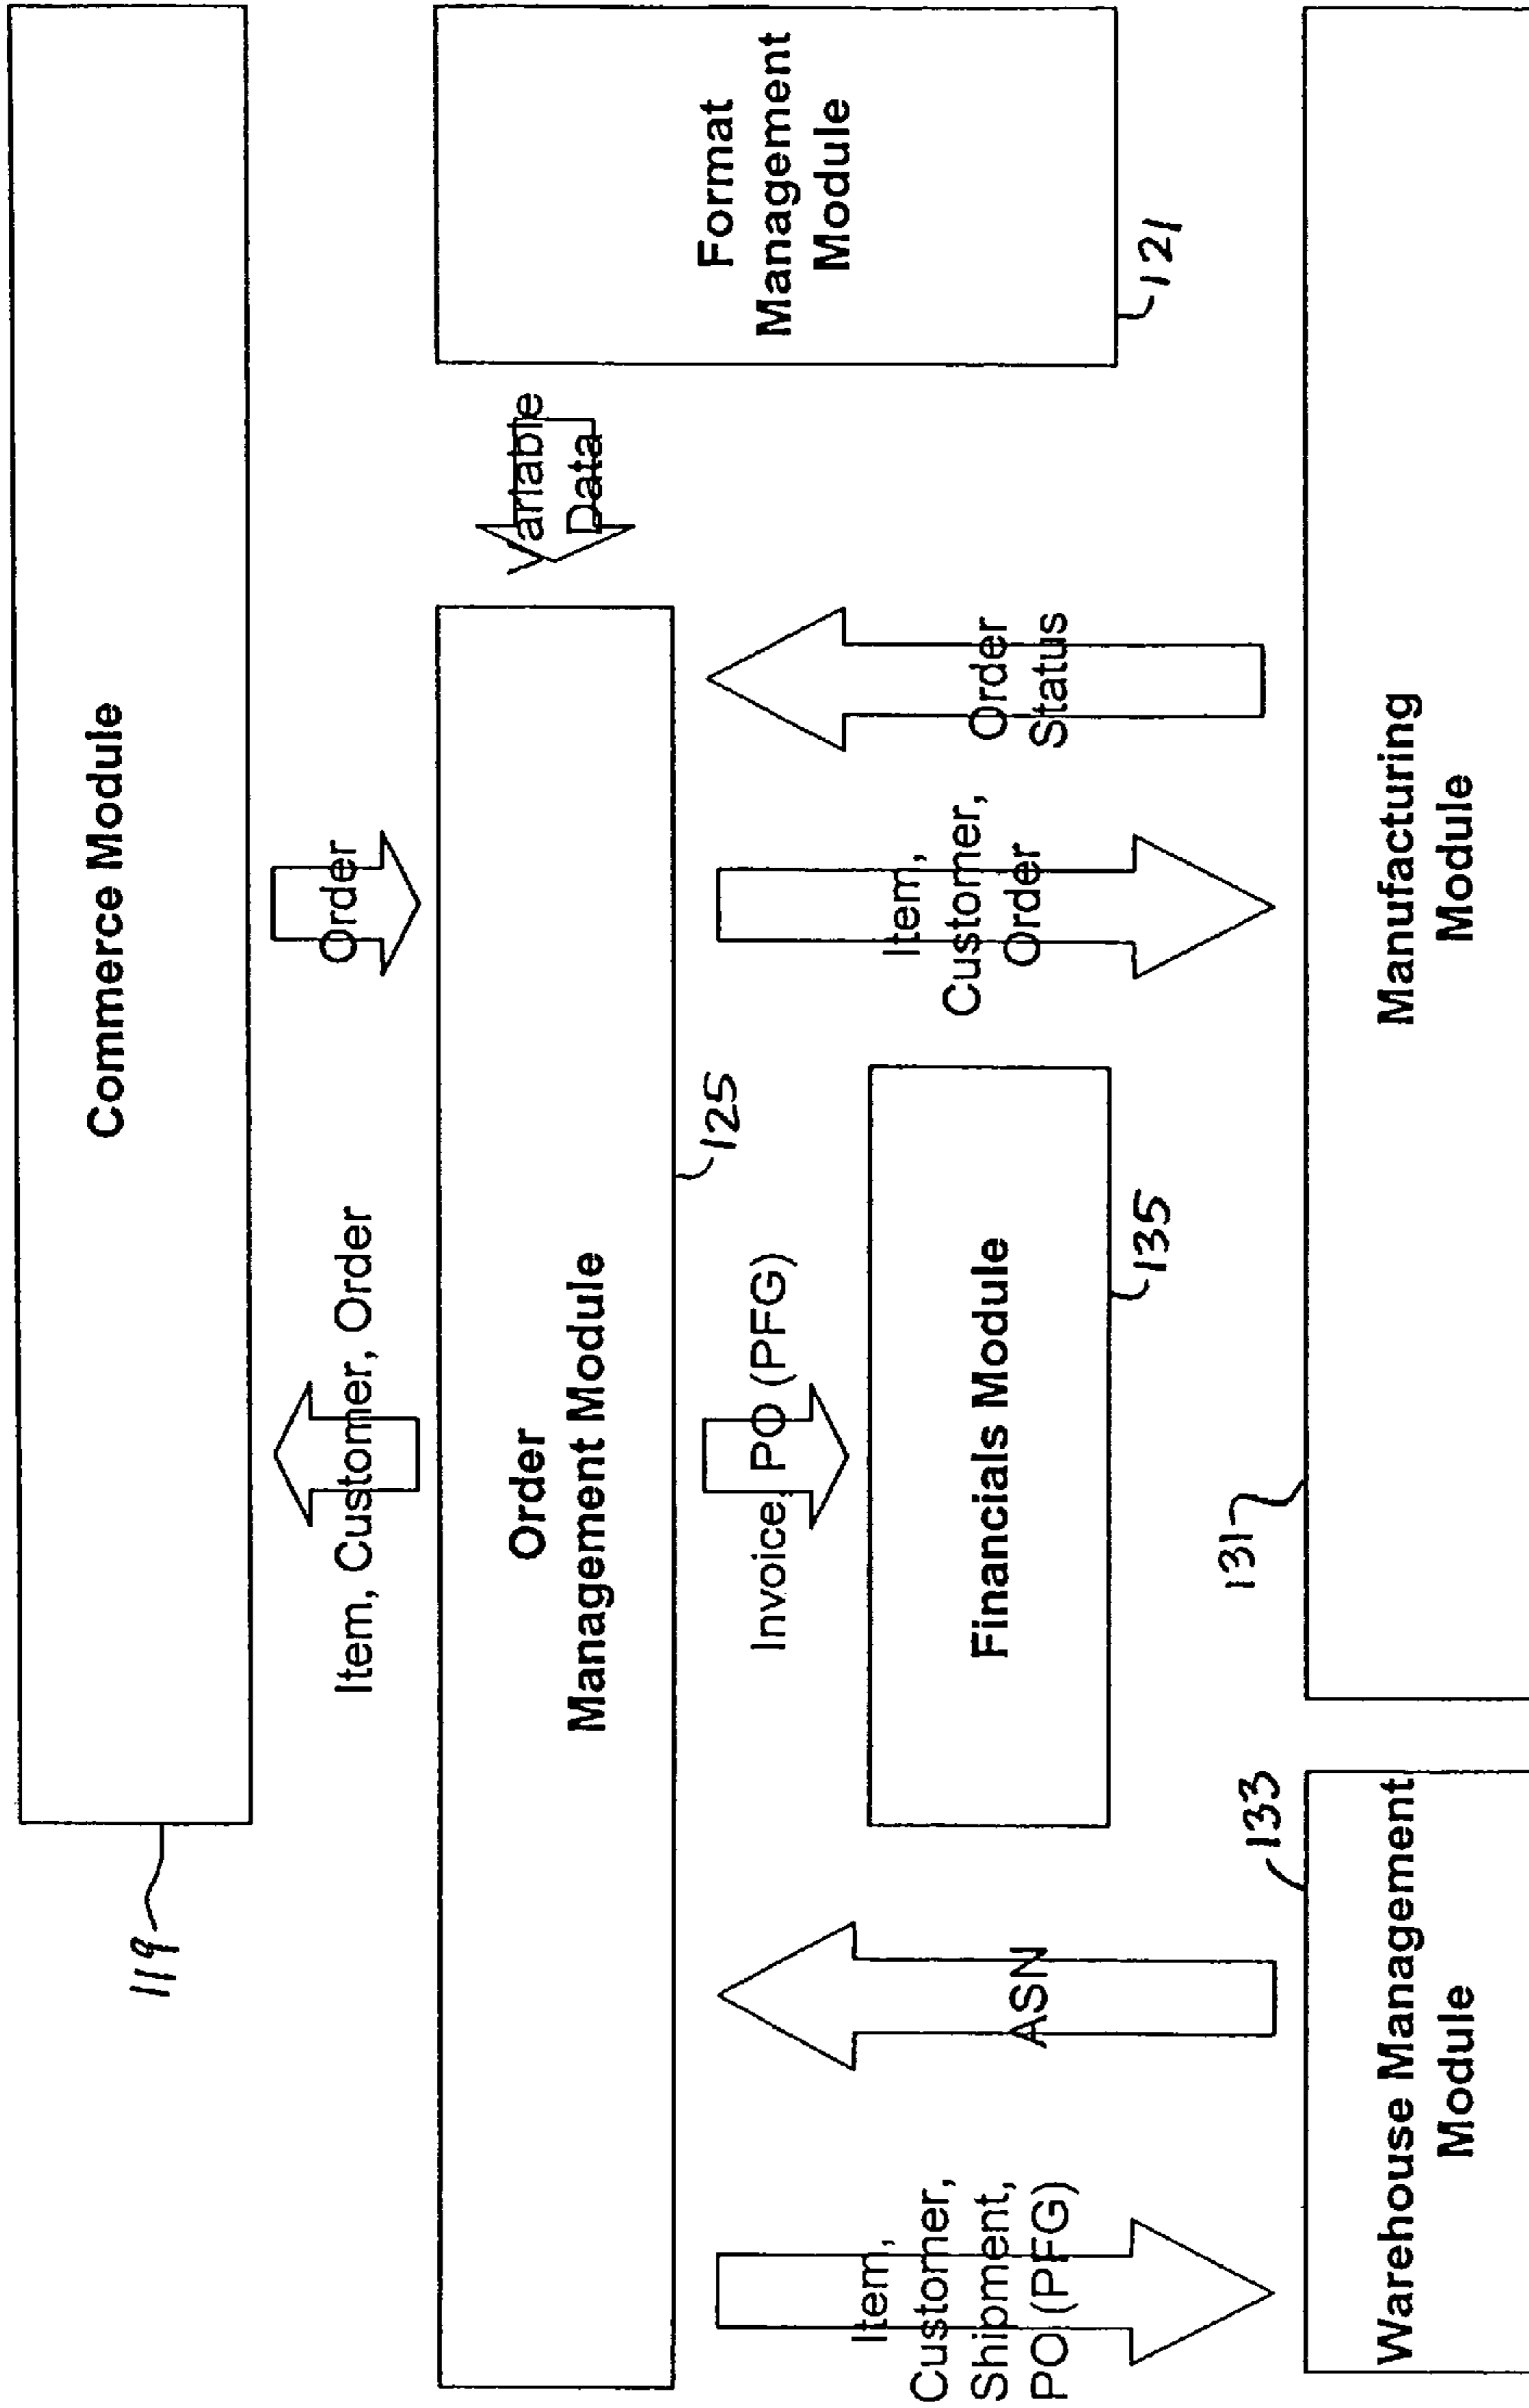 119
Commerce Module
Item, Customer, Order
Order
Order
Management Module
125
Variable
Data
Format
Management
Module
121
Item,
Customer,
Shipment,
PO (PFG)
ASN
Invoice, PO (PFG)
Financials Module
135
Item,
Customer,
Order
Order
Status
133
Warehouse Management
Module
131
Manufacturing
Module